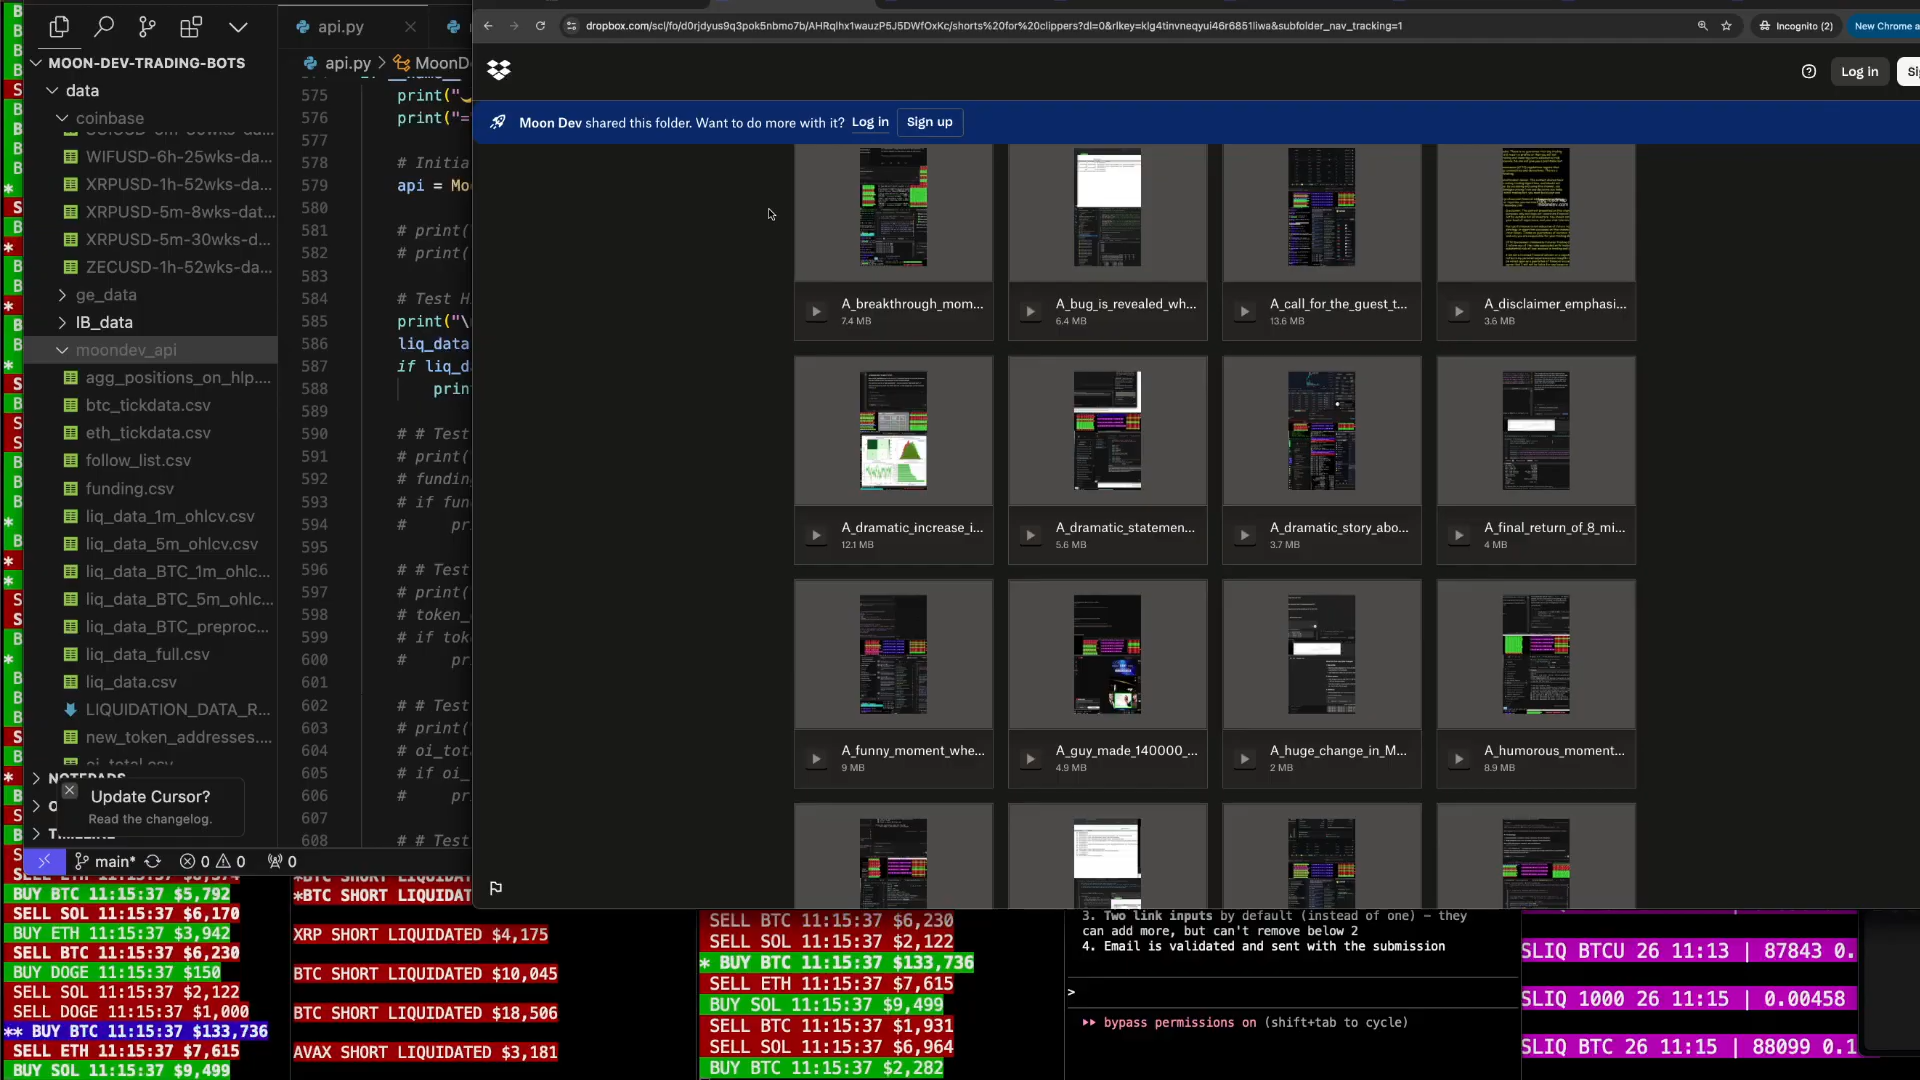 MOON-DEV-TRADING-BOTS
data
coinbase
WIFUSD-6h-25wks-da...
XRPUSD-1h-52wks-da...
XRPUSD-5m-8wks-dat...
XRPUSD-5m-30wks-d...
ZECUSD-1h-52wks-da...
ge_data
IB_data
moondev_api
agg_positions_on_hlp....
btc_tickdata.csv
eth_tickdata.csv
follow_list.csv
funding.csv
liq_data_1m_ohlcv.csv
liq_data_5m_ohlcv.csv
liq_data_BTC_1m_ohlc...
liq_data_BTC_5m_ohlc...
liq_data_BTC_preproc...
liq_data_full.csv
liq_data.csv
LIQUIDATION_DATA_R...
new_token_addresses....
oi_total.csv
NOTEPADS
Update Cursor?
Read the changelog.
TIMELINE
main* 0 0 0
api.py
api.py > MoonD
575 print("
576 print("=
577
578 # Initia
579 api = Mo
580
581 # print(
582 # print(
583
584 # Test H
585 print("\
586 liq_data
587 if liq_d
588 prin
589
590 # # Test
591 # print(
592 # fundin
593 # if fun
594 # pr
595
596 # # Test
597 # print(
598 # token_
599 # if tok
600 # pr
601
602 # # Test
603 # print(
604 # oi_tot
605 # if oi_
606 # pr
607
608 # # Test
dropbox.com/scl/fo/d0rjdyus9q3pok5nbmo7b/AHRqlhx1wauzP5J5DWfOxKc/shorts%20for%20clippers?dl=0&rlkey=klg4tinvneqyui46r6851liwa&subfolder_nav_tracking=1
Incognito (2)
New Chrome a
Log in
Si
Moon Dev shared this folder. Want to do more with it? Log in Sign up
A_breakthrough_mom...
7.4 MB
A_bug_is_revealed_wh...
6.4 MB
A_call_for_the_guest_t...
13.6 MB
A_disclaimer_emphasi...
3.6 MB
A_dramatic_increase_i...
12.1 MB
A_dramatic_statemen...
5.6 MB
A_dramatic_story_abo...
3.7 MB
A_final_return_of_8_mi...
4 MB
A_funny_moment_whe...
9 MB
A_guy_made_140000_...
4.9 MB
A_huge_change_in_M...
2 MB
A_humorous_moment...
8.9 MB
BUY BTC 11:15:37 $5,792
SELL SOL 11:15:37 $6,170
BUY ETH 11:15:37 $3,942
SELL BTC 11:15:37 $6,230
BUY DOGE 11:15:37 $150
SELL SOL 11:15:37 $2,122
SELL DOGE 11:15:37 $1,000
** BUY BTC 11:15:37 $133,736
SELL ETH 11:15:37 $7,615
BUY SOL 11:15:37 $9,499
*BTC SHORT LIQUIDAT
*BTC SHORT LIQUIDAT
XRP SHORT LIQUIDATED $4,175
BTC SHORT LIQUIDATED $10,045
BTC SHORT LIQUIDATED $18,506
AVAX SHORT LIQUIDATED $3,181
SELL BTC 11:15:37 $6,230
SELL SOL 11:15:37 $2,122
* BUY BTC 11:15:37 $133,736
SELL ETH 11:15:37 $7,615
BUY SOL 11:15:37 $9,499
SELL BTC 11:15:37 $1,931
SELL SOL 11:15:37 $6,964
BUY BTC 11:15:37 $2,282
3. Two link inputs by default (instead of one) – they
can add more, but can't remove below 2
4. Email is validated and sent with the submission
>
bypass permissions on (shift+tab to cycle)
SLIQ BTCU 26 11:13 | 87843 0.
SLIQ 1000 26 11:15 | 0.00458
SLIQ BTC 26 11:15 | 88099 0.1